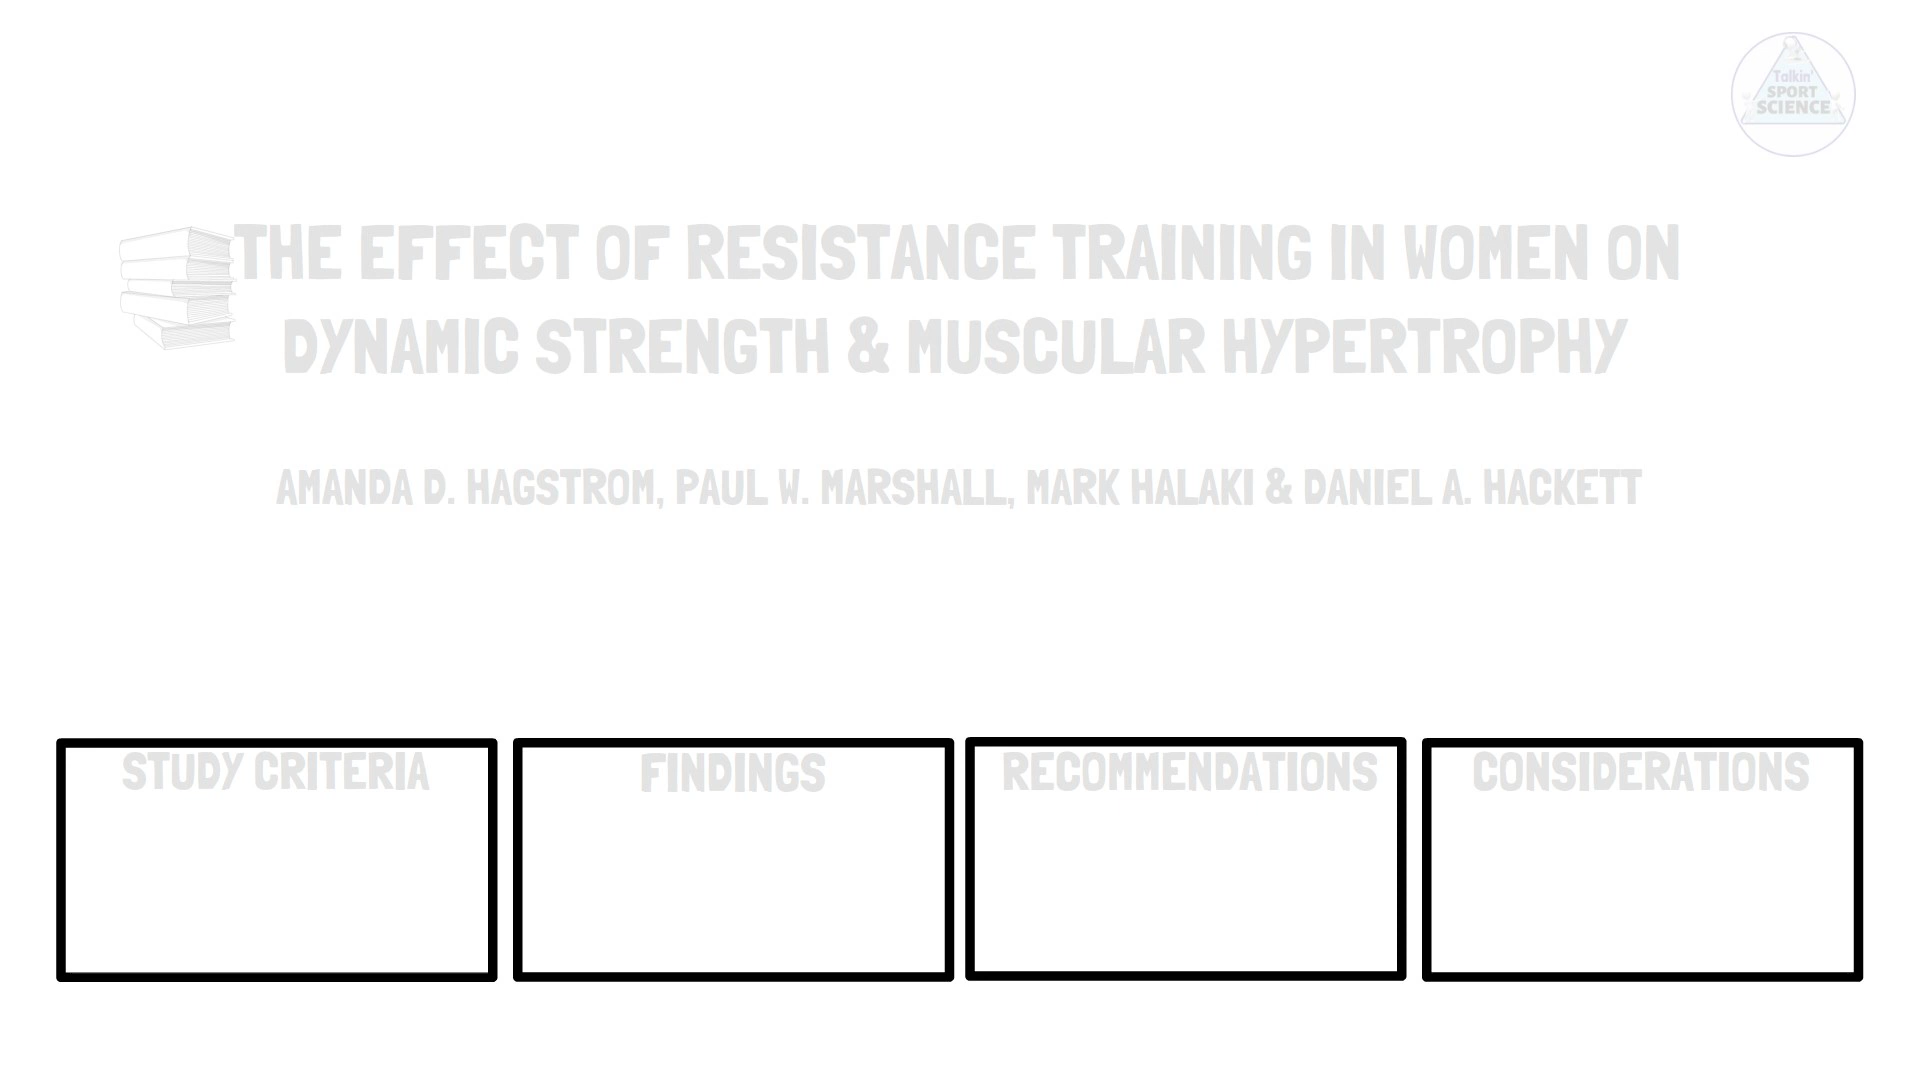 Talkin'
SPORT
SCIENCE
THE EFFECT OF RESISTANCE TRAINING IN WOMEN ON
DYNAMIC STRENGTH & MUSCULAR HYPERTROPHY
AMANDA D. HAGSTROM, PAUL W. MARSHALL, MARK HALAKI & DANIEL A. HACKETT
STUDY CRITERIA
FINDINGS
RECOMMENDATIONS
CONSIDERATIONS